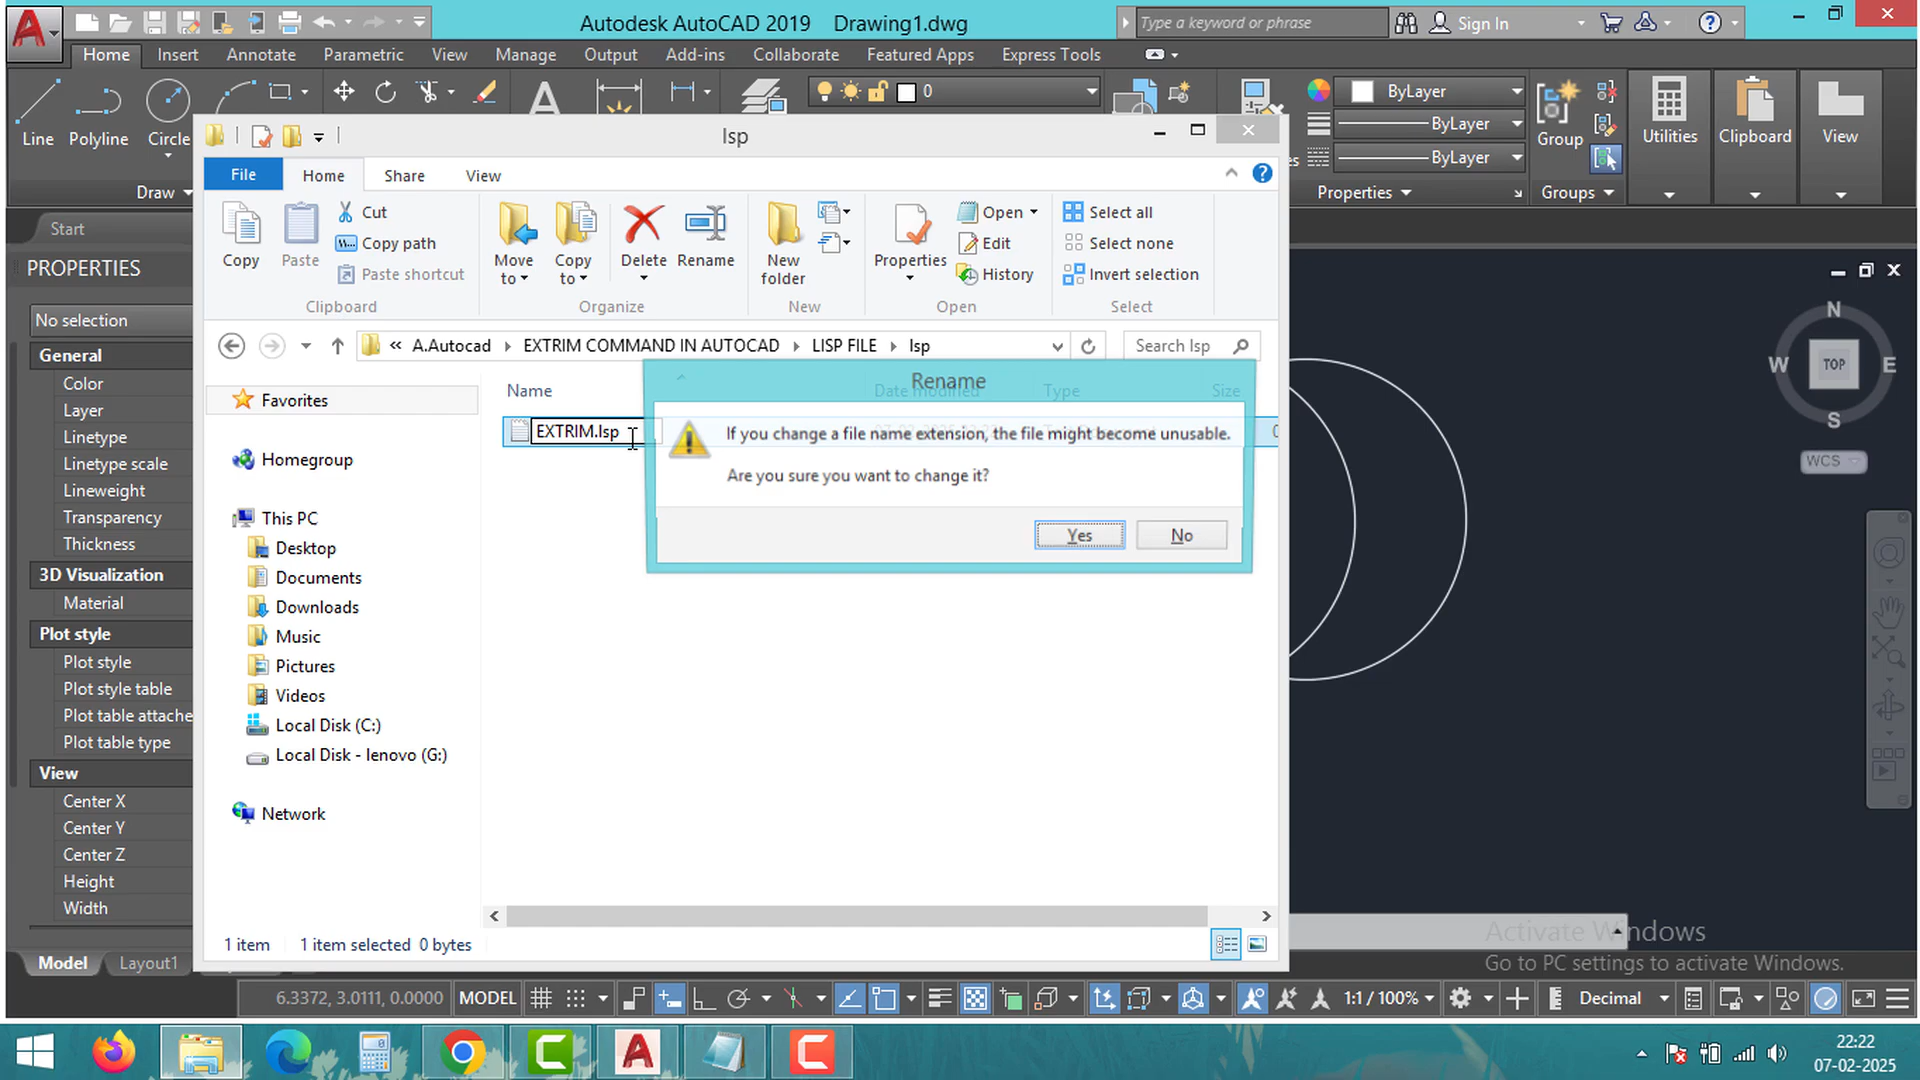 Autodesk AutoCAD 2019 Drawing1.dwg
Type a keyword or phrase
Sign In
Home Insert Annotate Parametric View Manage Output Add-ins Collaborate Featured Apps Express Tools
Line Polyline Circle
Draw
0
ByLayer
ByLayer
ByLayer
Properties
Group
Groups
Utilities
Clipboard
View
Start
lsp
File Home Share View
Copy
Paste
Cut
Copy path
Paste shortcut
Clipboard
Move to
Copy to
Delete
Rename
Organize
New folder
New
Properties
Open
Edit
History
Open
Select all
Select none
Invert selection
Select
« A.Autocad EXTRIM COMMAND IN AUTOCAD LISP FILE lsp
Search lsp
Name Date modified Type Size
EXTRIM.lsp
Rename
If you change a file name extension, the file might become unusable.
Are you sure you want to change it?
Yes No
Favorites
Homegroup
This PC
Desktop
Documents
Downloads
Music
Pictures
Videos
Local Disk (C:)
Local Disk - lenovo (G:)
Network
1 item 1 item selected 0 bytes
PROPERTIES
No selection
General
Color
Layer
Linetype
Linetype scale
Lineweight
Transparency
Thickness
3D Visualization
Material
Plot style
Plot style
Plot style table
Plot table attache
Plot table type
View
Center X
Center Y
Center Z
Height
Width
N
W TOP E
S
WCS
Activate Windows
Go to PC settings to activate Windows.
Model Layout1
6.3372, 3.0111, 0.0000 MODEL 1:1 / 100% Decimal
22:22
07-02-2025